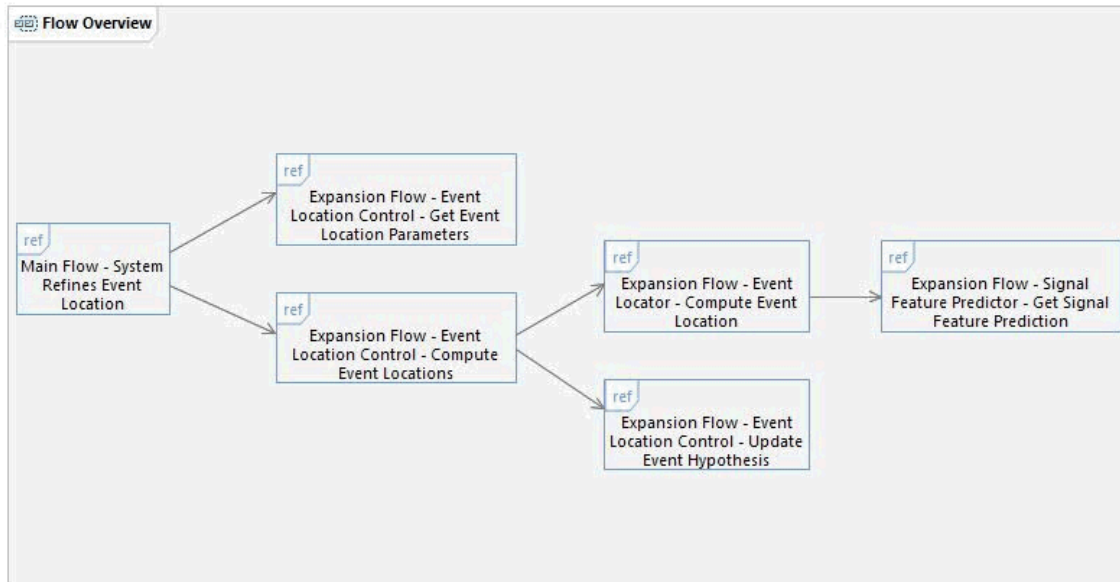 Flow Overview
ref
Main Flow - System
Refines Event
Location
ref
Expansion Flow - Event
Location Control - Get Event
Location Parameters
ref
Expansion Flow - Event
Location Control - Compute
Event Locations
ref
Expansion Flow - Event
Locator - Compute Event
Location
ref
Expansion Flow - Event
Location Control - Update
Event Hypothesis
ref
Expansion Flow - Signal
Feature Predictor - Get Signal
Feature Prediction